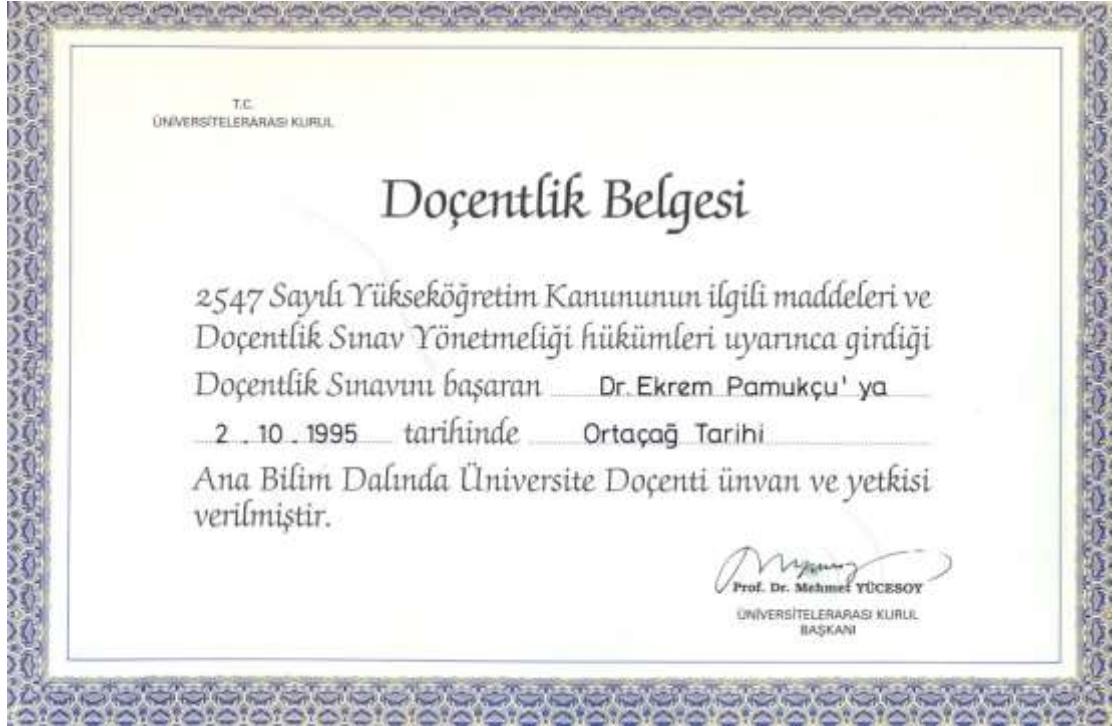 T.C.
ÜNİVERSİTELERARASI KURUL
Doçentlik Belgesi
2547 Sayılı Yükseköğretim Kanununun ilgili maddeleri ve
Doçentlik Sınav Yönetmeliği hükümleri uyarınca girdiği
Doçentlik Sınavını başaran Dr. Ekrem Pamukçu' ya
2 . 10 . 1995 tarihinde Ortaçağ Tarihi
Ana Bilim Dalında Üniversite Doçenti ünvan ve yetkisi
verilmiştir.
Prof. Dr. Mehmet YÜCESOY
ÜNİVERSİTELERARASI KURUL
BAŞKANI